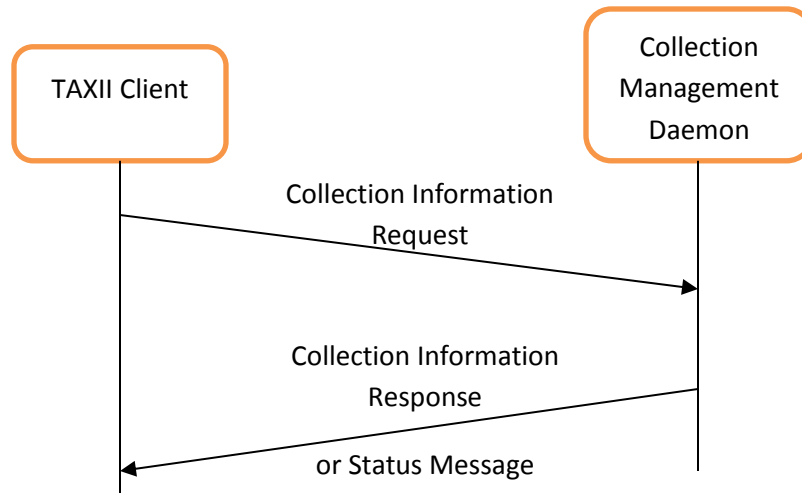 TAXII Client
Collection
Management
Daemon
Collection Information
Request
Collection Information
Response
or Status Message